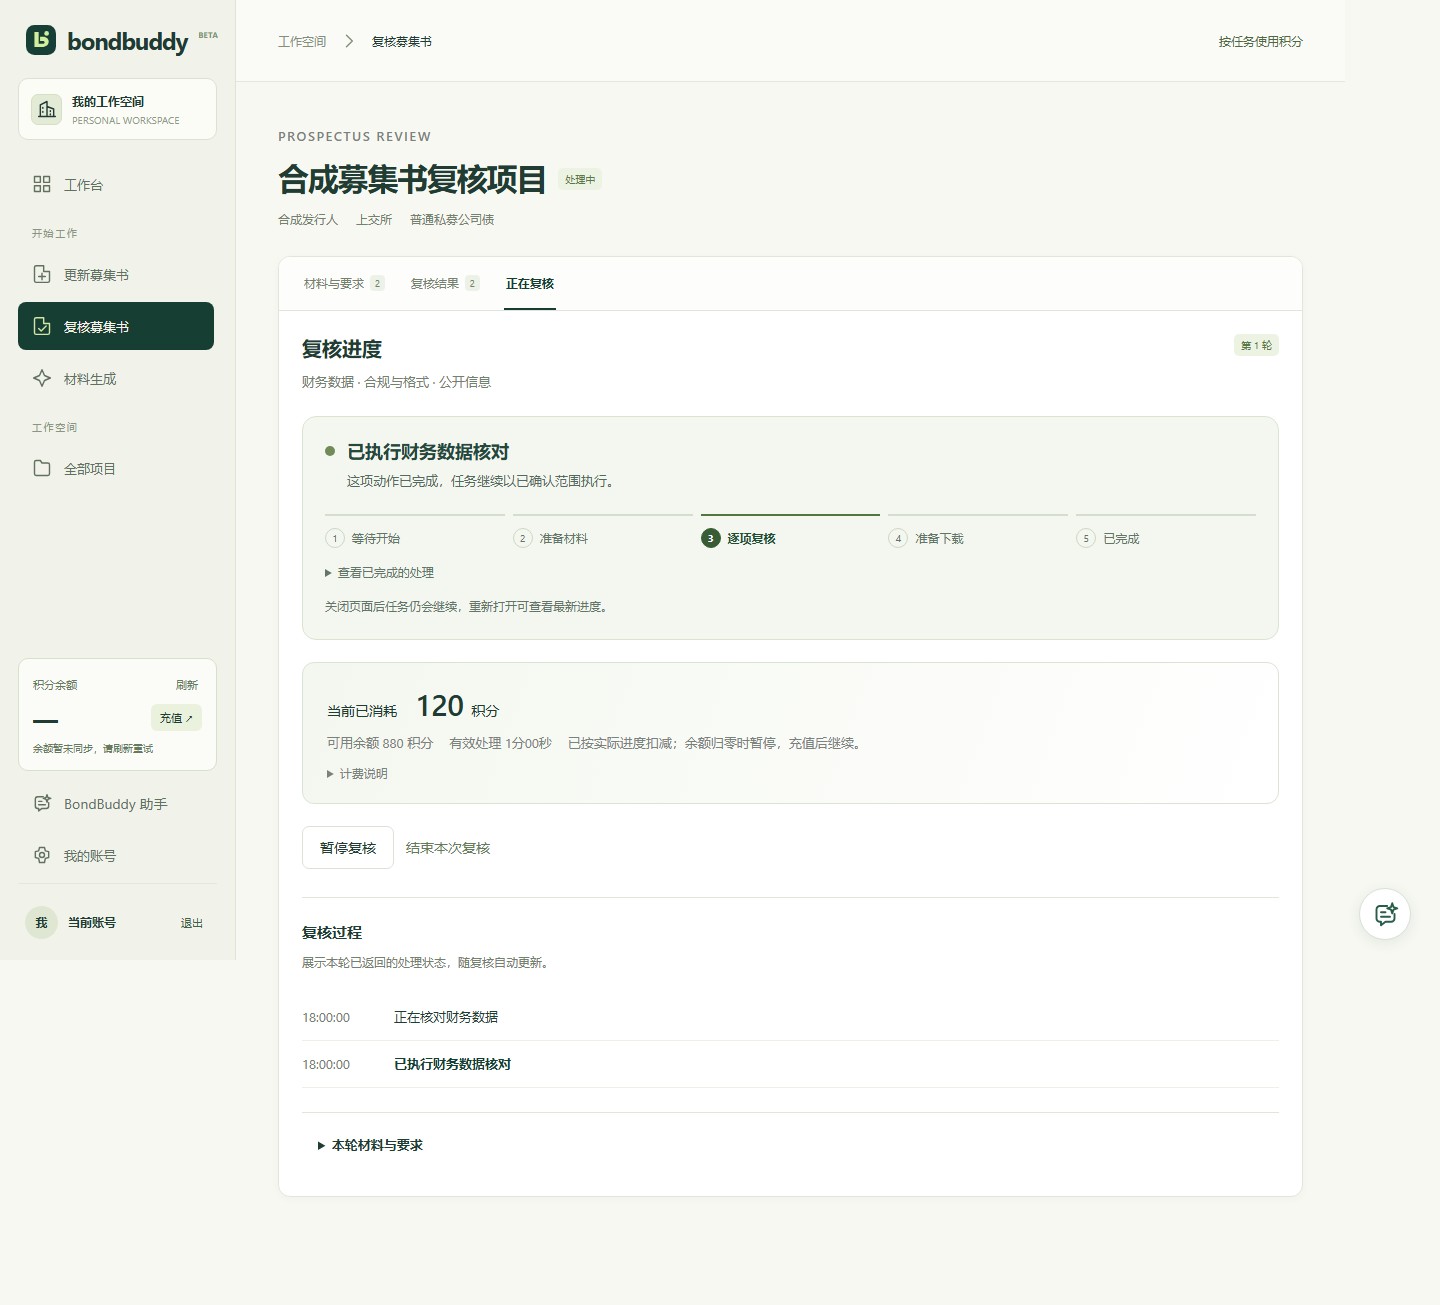 bondbuddy BETA
我的工作空间
PERSONAL WORKSPACE
工作台
开始工作
更新募集书
复核募集书
材料生成
工作空间
全部项目
积分余额 刷新
— 充值↗
余额暂未同步，请刷新重试
BondBuddy 助手
我的账号
我 当前账号 退出
工作空间 复核募集书 按任务使用积分
PROSPECTUS REVIEW
合成募集书复核项目 处理中
合成发行人 上交所 普通私募公司债
材料与要求 2 复核结果 2 正在复核
复核进度 第 1 轮
财务数据 · 合规与格式 · 公开信息
已执行财务数据核对
这项动作已完成，任务继续以已确认范围执行。
1 等待开始 2 准备材料 3 逐项复核 4 准备下载 5 已完成
查看已完成的处理
关闭页面后任务仍会继续，重新打开可查看最新进度。
当前已消耗 120 积分
可用余额 880 积分 有效处理 1分00秒 已按实际进度扣减；余额归零时暂停，充值后继续。
计费说明
暂停复核 结束本次复核
复核过程
展示本轮已返回的处理状态，随复核自动更新。
18:00:00 正在核对财务数据
18:00:00 已执行财务数据核对
本轮材料与要求